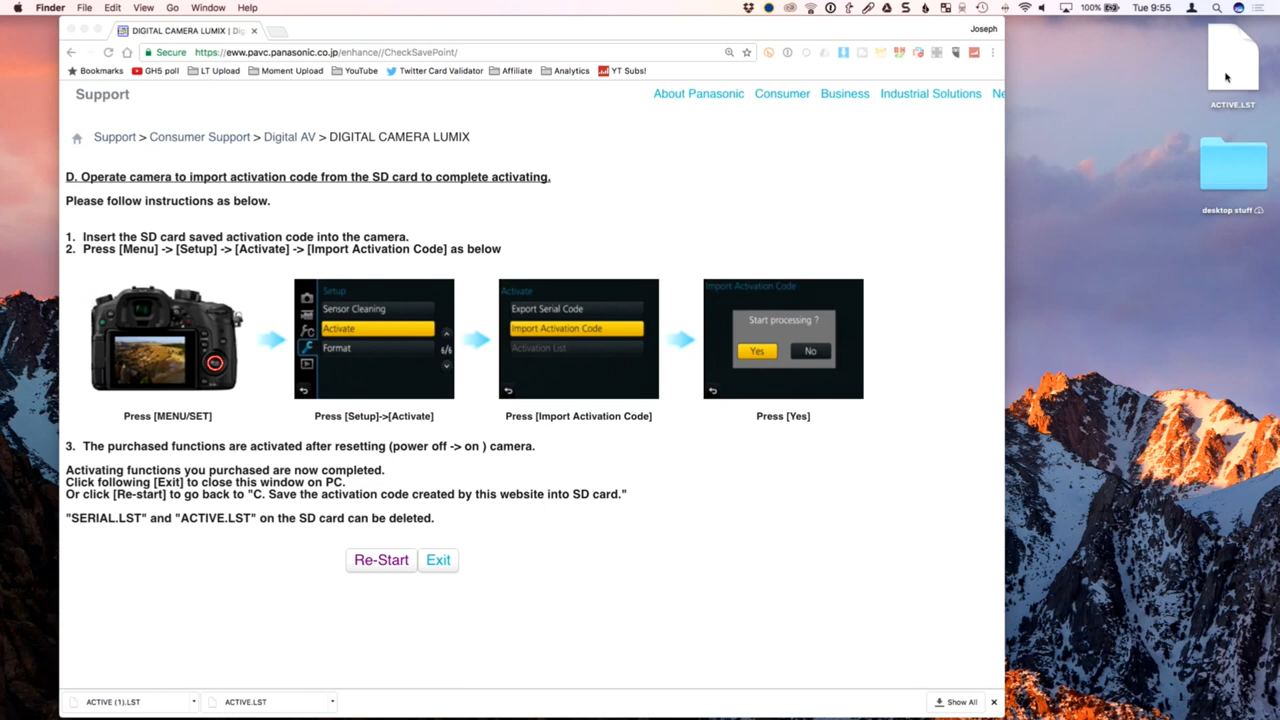 Finder File Edit View Go Window Help 100% Tue 9:55
DIGITAL CAMERA LUMIX | Dig
Joseph
Secure https://eww.pavc.panasonic.co.jp/enhance//CheckSavePoint/
Bookmarks GH5 poll LT Upload Moment Upload YouTube Twitter Card Validator Affiliate Analytics YT Subs!
Support
About Panasonic Consumer Business Industrial Solutions Ne
Support > Consumer Support > Digital AV > DIGITAL CAMERA LUMIX
D. Operate camera to import activation code from the SD card to complete activating.
Please follow instructions as below.
1. Insert the SD card saved activation code into the camera.
2. Press [Menu] -> [Setup] -> [Activate] -> [Import Activation Code] as below
Setup
Sensor Cleaning
Activate
Format
6/6
Activate
Export Serial Code
Import Activation Code
Activation List
Import Activation Code
Start processing ?
Yes No
Press [MENU/SET]
Press [Setup]->[Activate]
Press [Import Activation Code]
Press [Yes]
3. The purchased functions are activated after resetting (power off -> on ) camera.
Activating functions you purchased are now completed.
Click following [Exit] to close this window on PC.
Or click [Re-start] to go back to "C. Save the activation code created by this website into SD card."
"SERIAL.LST" and "ACTIVE.LST" on the SD card can be deleted.
Re-Start Exit
ACTIVE (1).LST
ACTIVE.LST
Show All
ACTIVE.LST
desktop stuff